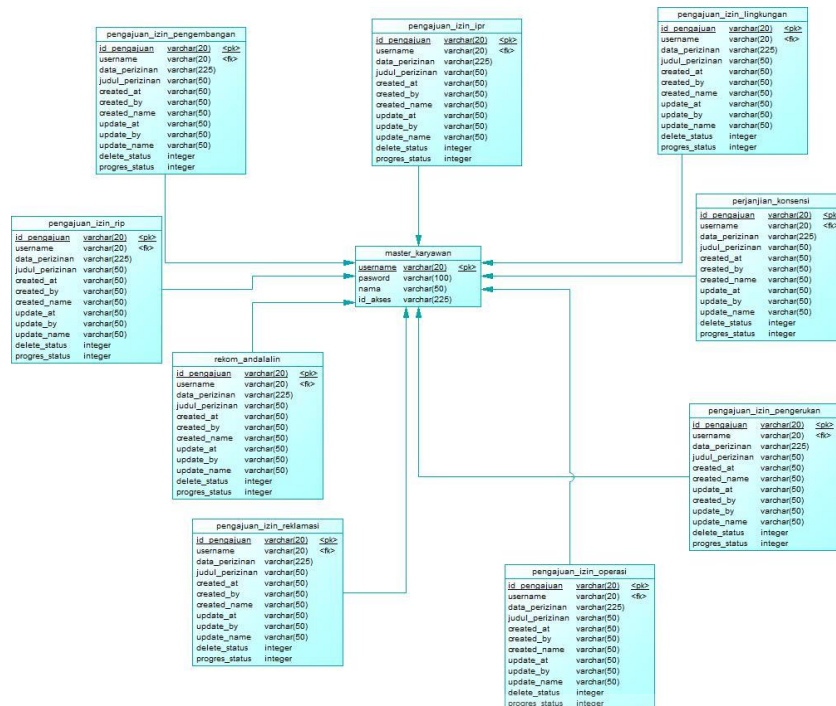 pengajuan_izin_pengembangan
id_pengajuan varchar(20) <pk>
username varchar(20) <fk>
data_perizinan varchar(225)
judul_perizinan varchar(50)
created_at varchar(50)
created_by varchar(50)
created_name varchar(50)
update_at varchar(50)
update_by varchar(50)
update_name varchar(50)
delete_status integer
progres_status integer
pengajuan_izin_ipr
id_pengajuan varchar(20) <pk>
username varchar(20) <fk>
data_perizinan varchar(225)
judul_perizinan varchar(50)
created_at varchar(50)
created_by varchar(50)
created_name varchar(50)
update_at varchar(50)
update_by varchar(50)
update_name varchar(50)
delete_status integer
progres_status integer
pengajuan_izin_lingkungan
id_pengajuan varchar(20) <pk>
username varchar(20) <fk>
data_perizinan varchar(225)
judul_perizinan varchar(50)
created_at varchar(50)
created_by varchar(50)
created_name varchar(50)
update_at varchar(50)
update_by varchar(50)
update_name varchar(50)
delete_status integer
progres_status integer
pengajuan_izin_rip
id_pengajuan varchar(20) <pk>
username varchar(20) <fk>
data_perizinan varchar(225)
judul_perizinan varchar(50)
created_at varchar(50)
created_by varchar(50)
created_name varchar(50)
update_at varchar(50)
update_by varchar(50)
update_name varchar(50)
delete_status integer
progres_status integer
master_karyawan
username varchar(20) <pk>
pasword varchar(100)
nama varchar(50)
id_akses varchar(225)
perjanjian_konsensi
id_pengajuan varchar(20) <pk>
username varchar(20) <fk>
data_perizinan varchar(225)
judul_perizinan varchar(50)
created_at varchar(50)
created_by varchar(50)
created_name varchar(50)
update_at varchar(50)
update_by varchar(50)
update_name varchar(50)
delete_status integer
progres_status integer
rekom_andalalin
id_pengajuan varchar(20) <pk>
username varchar(20) <fk>
data_perizinan varchar(225)
judul_perizinan varchar(50)
created_at varchar(50)
created_by varchar(50)
created_name varchar(50)
update_at varchar(50)
update_by varchar(50)
update_name varchar(50)
delete_status integer
progres_status integer
pengajuan_izin_pengerukan
id_pengajuan varchar(20) <pk>
username varchar(20) <fk>
data_perizinan varchar(225)
judul_perizinan varchar(50)
created_at varchar(50)
created_name varchar(50)
update_at varchar(50)
created_by varchar(50)
update_by varchar(50)
update_name varchar(50)
delete_status integer
progres_status integer
pengajuan_izin_reklamasi
id_pengajuan varchar(20) <pk>
username varchar(20) <fk>
data_perizinan varchar(225)
judul_perizinan varchar(50)
created_at varchar(50)
created_by varchar(50)
created_name varchar(50)
update_at varchar(50)
update_by varchar(50)
update_name varchar(50)
delete_status integer
progres_status integer
pengajuan_izin_operasi
id_pengajuan varchar(20) <pk>
username varchar(20) <fk>
data_perizinan varchar(225)
judul_perizinan varchar(50)
created_at varchar(50)
created_by varchar(50)
created_name varchar(50)
update_at varchar(50)
update_by varchar(50)
update_name varchar(50)
delete_status integer
progres_status integer